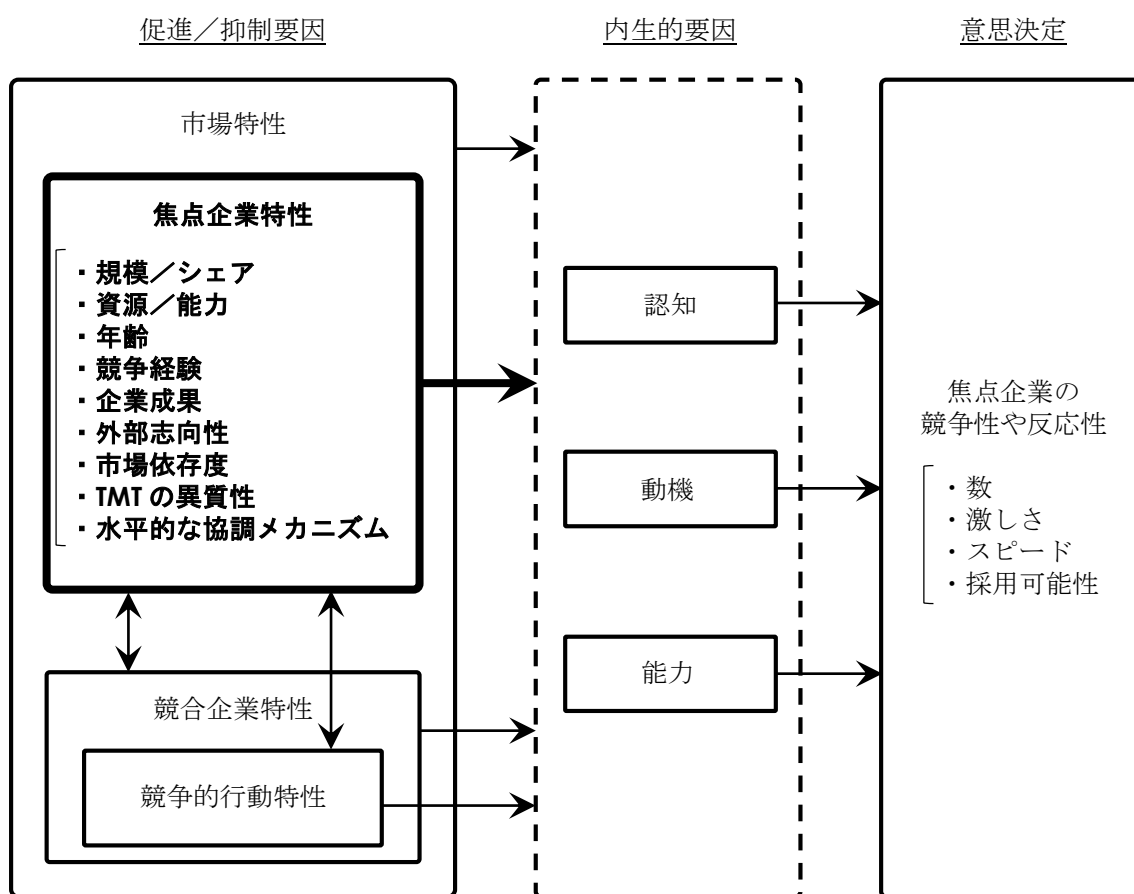 促進／抑制要因
内生的要因
意思決定
市場特性
焦点企業特性
・規模／シェア
・資源／能力
・年齢
・競争経験
・企業成果
・外部志向性
・市場依存度
・TMT の異質性
・水平的な協調メカニズム
競合企業特性
競争的行動特性
認知
動機
能力
焦点企業の
競争性や反応性
・数
・激しさ
・スピード
・採用可能性